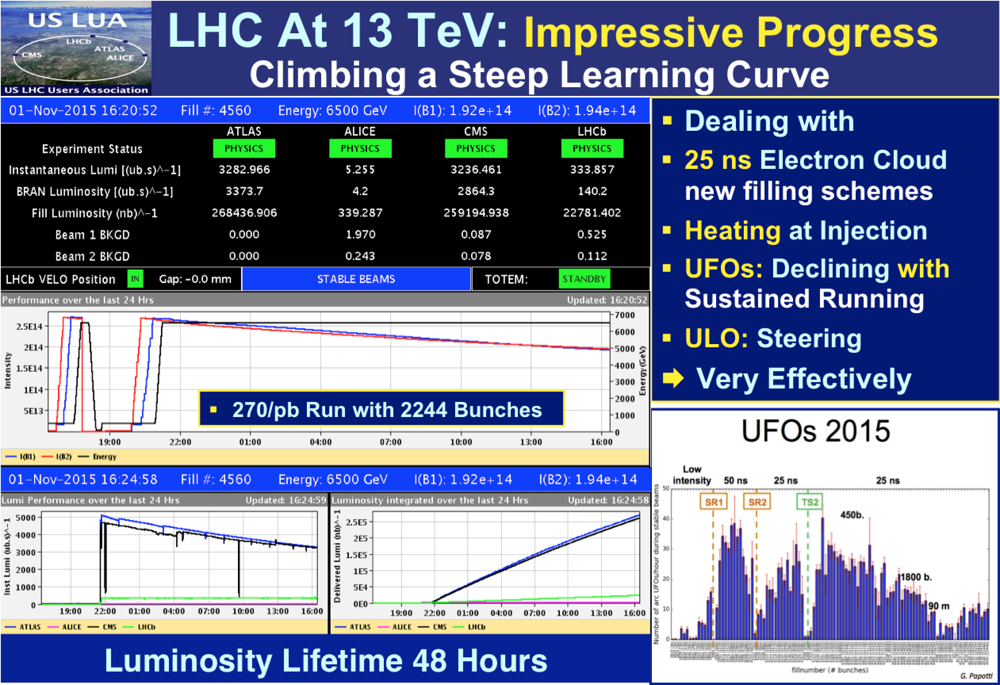 US LUA
LHCb
ATLAS
CMS
ALICE
US LHC Users Association
LHC At 13 TeV: Impressive Progress
Climbing a Steep Learning Curve
01-Nov-2015 16:20:52 Fill #: 4560 Energy: 6500 GeV I(B1): 1.92e+14 I(B2): 1.94e+14
ATLAS ALICE CMS LHCb
Experiment Status PHYSICS PHYSICS PHYSICS PHYSICS
Instantaneous Lumi [(ub.s)^-1] 3282.966 5.255 3236.461 333.857
BRAN Luminosity [(ub.s)^-1] 3373.7 4.2 2864.3 140.2
Fill Luminosity (nb)^-1 268436.906 339.287 259194.938 22781.402
Beam 1 BKGD 0.000 1.970 0.087 0.525
Beam 2 BKGD 0.000 0.243 0.078 0.112
LHCb VELO Position IN Gap: -0.0 mm STABLE BEAMS TOTEM: STANDBY
Performance over the last 24 Hrs Updated: 16:20:52
Intensity
2.5E14
2E14
1.5E14
1E14
5E13
7000
6000
5000
4000
3000
2000
1000
0
Energy (GeV)
▪ 270/pb Run with 2244 Bunches
19:00 22:00 01:00 04:00 07:00 10:00 13:00 16:00
I(B1) I(B2) Energy
01-Nov-2015 16:24:58 Fill #: 4560 Energy: 6500 GeV I(B1): 1.92e+14 I(B2): 1.94e+14
Lumi Performance over the last 24 Hrs Updated: 16:24:59
Inst Lumi (ub.s)^-1
5000
4000
3000
2000
1000
0
19:00 22:00 01:00 04:00 07:00 10:00 13:00 16:00
ATLAS ALICE CMS LHCb
Luminosity integrated over the last 24 Hrs Updated: 16:24:58
Delivered Lumi (nb)^-1
2.5E5
2E5
1.5E5
1E5
5E4
0E0
19:00 22:00 01:00 04:00 07:00 10:00 13:00 16:00
ATLAS ALICE CMS LHCb
Luminosity Lifetime 48 Hours
▪ Dealing with
▪ 25 ns Electron Cloud
new filling schemes
▪ Heating at Injection
▪ UFOs: Declining with
Sustained Running
▪ ULO: Steering
Very Effectively
UFOs 2015
Low
intensity 50 ns 25 ns 25 ns
SR1 SR2 TS2
450b.
1800 b.
90 m
Number of arc UFOs/hour during stable beams
50
40
30
20
10
0
fillnumber (# bunches)
G. Papotti